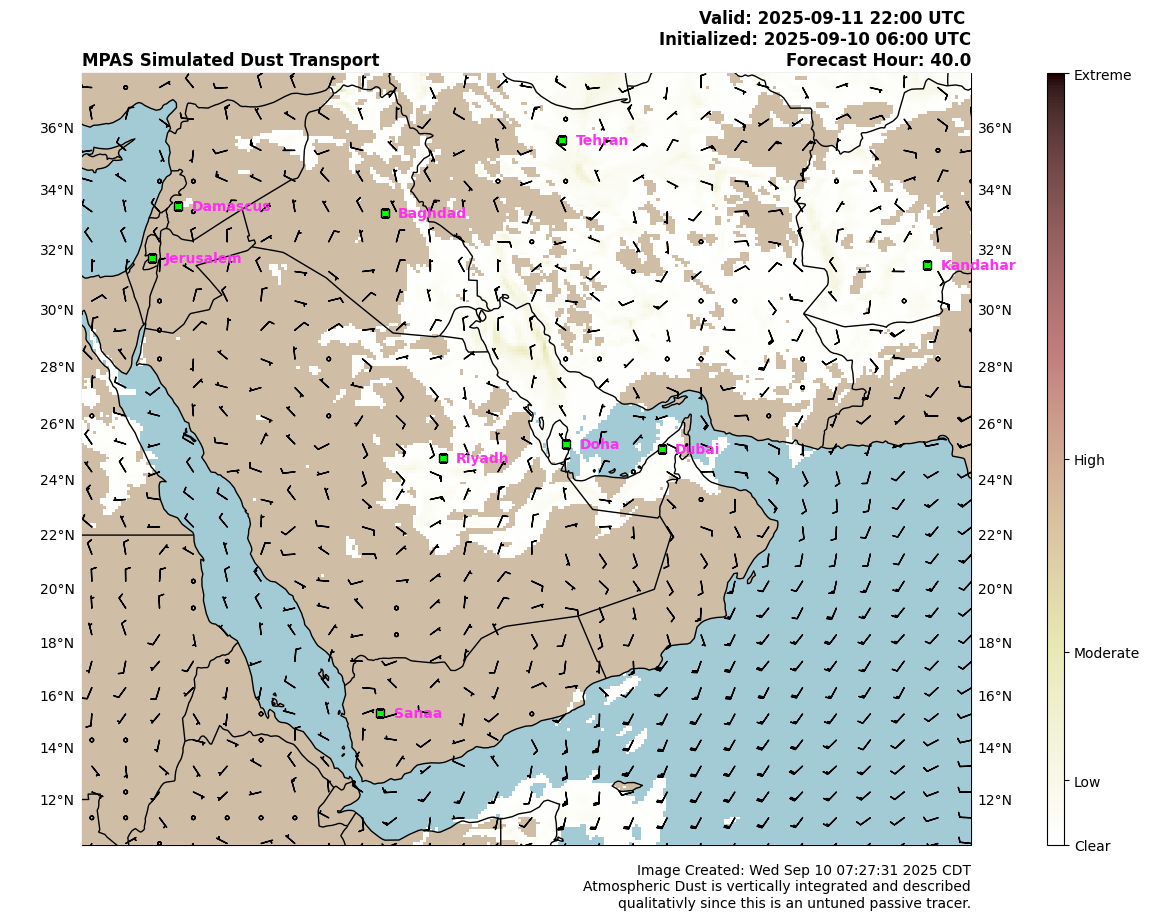 Valid: 2025-09-11 22:00 UTC
Initialized: 2025-09-10 06:00 UTC
MPAS Simulated Dust Transport
Forecast Hour: 40.0
Extreme
36°N
36°N
Tehran
34°N
34°N
Damascus
Baghdad
32°N
32°N
Jerusalem
Kandahar
30°N
30°N
28°N
28°N
26°N
26°N
Doha
Dubai
Riyadh
High
24°N
24°N
22°N
22°N
20°N
20°N
18°N
18°N
Moderate
16°N
16°N
Sanaa
14°N
14°N
Low
12°N
12°N
Clear
Image Created: Wed Sep 10 07:27:31 2025 CDT
Atmospheric Dust is vertically integrated and described
qualitativly since this is an untuned passive tracer.